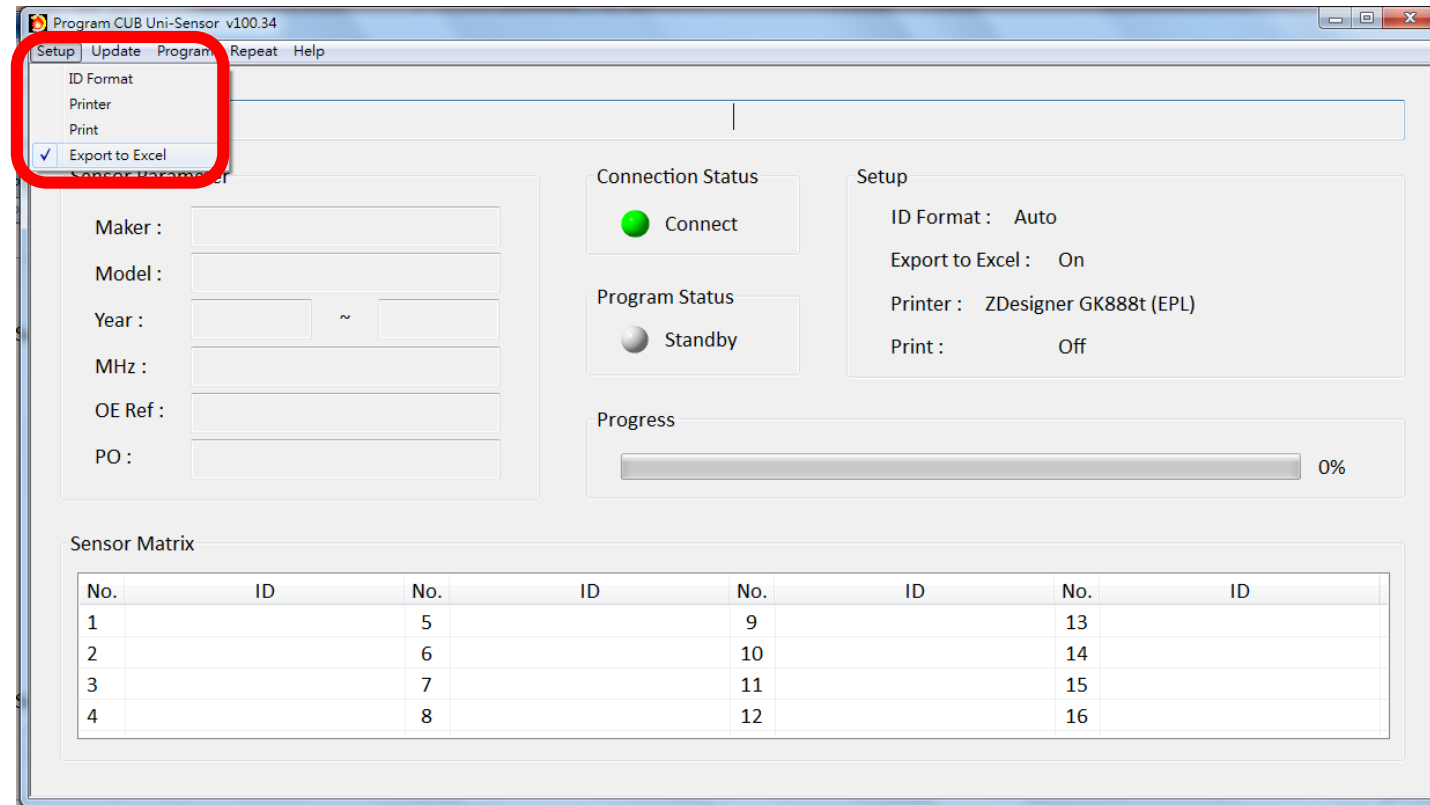 Program CUB Uni-Sensor v100.34
Setup Update Program Repeat Help
ID Format
Printer
Print
Export to Excel
Sensor Parameter
Maker :
Model :
Year : ~
MHz :
OE Ref :
PO :
Connection Status
Connect
Program Status
Standby
Setup
ID Format : Auto
Export to Excel : On
Printer : ZDesigner GK888t (EPL)
Print : Off
Progress
0%
Sensor Matrix
No. ID No. ID No. ID No. ID
1 5 9 13
2 6 10 14
3 7 11 15
4 8 12 16